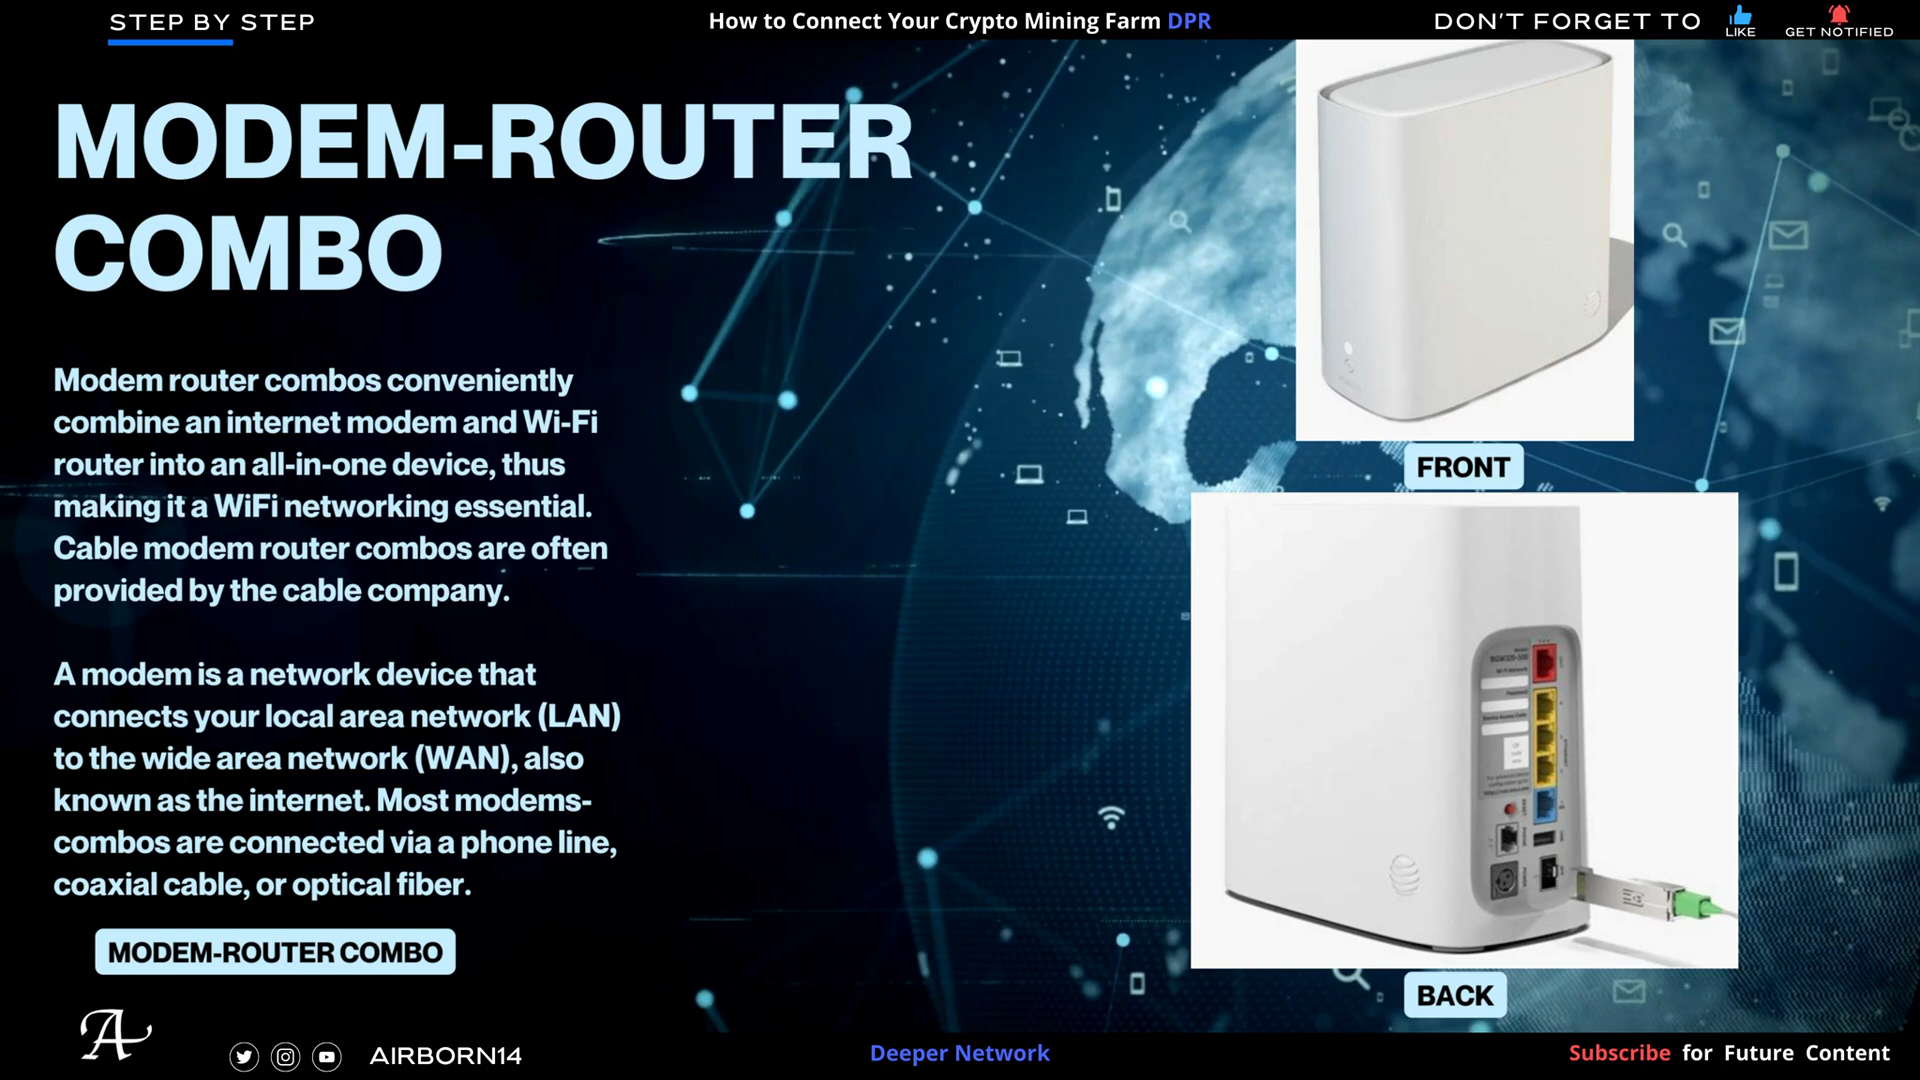 STEP BY STEP
How to Connect Your Crypto Mining Farm DPR
DON'T FORGET TO
LIKE
GET NOTIFIED
MODEM-ROUTER
COMBO
Modem router combos conveniently
combine an internet modem and Wi-Fi
router into an all-in-one device, thus
making it a WiFi networking essential.
Cable modem router combos are often
provided by the cable company.
A modem is a network device that
connects your local area network (LAN)
to the wide area network (WAN), also
known as the internet. Most modems-
combos are connected via a phone line,
coaxial cable, or optical fiber.
MODEM-ROUTER COMBO
FRONT
BACK
A
AIRBORN14
Deeper Network
Subscribe for Future Content